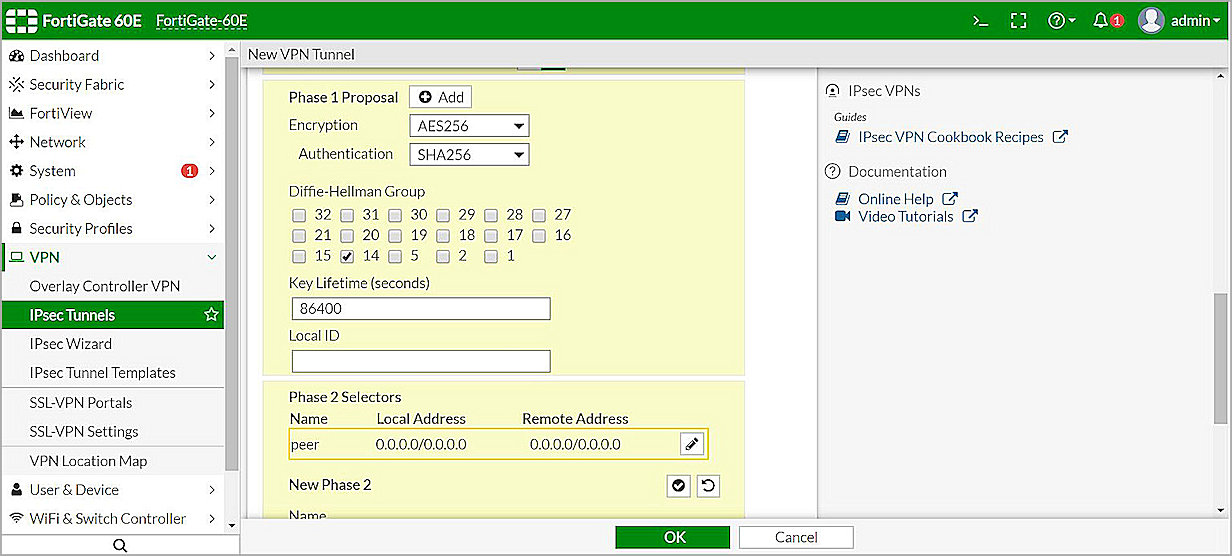 FortiGate 60E FortiGate-60E >_ 1 admin
Dashboard
Security Fabric
FortiView
Network
System 1
Policy & Objects
Security Profiles
VPN
Overlay Controller VPN
IPsec Tunnels
IPsec Wizard
IPsec Tunnel Templates
SSL-VPN Portals
SSL-VPN Settings
VPN Location Map
User & Device
WiFi & Switch Controller
New VPN Tunnel
Phase 1 Proposal Add
Encryption AES256
Authentication SHA256
Diffie-Hellman Group
32 31 30 29 28 27
21 20 19 18 17 16
15 14 5 2 1
Key Lifetime (seconds)
86400
Local ID
Phase 2 Selectors
Name Local Address Remote Address
peer 0.0.0.0/0.0.0.0 0.0.0.0/0.0.0.0
New Phase 2
Name
OK Cancel
IPsec VPNs
Guides
IPsec VPN Cookbook Recipes
Documentation
Online Help
Video Tutorials